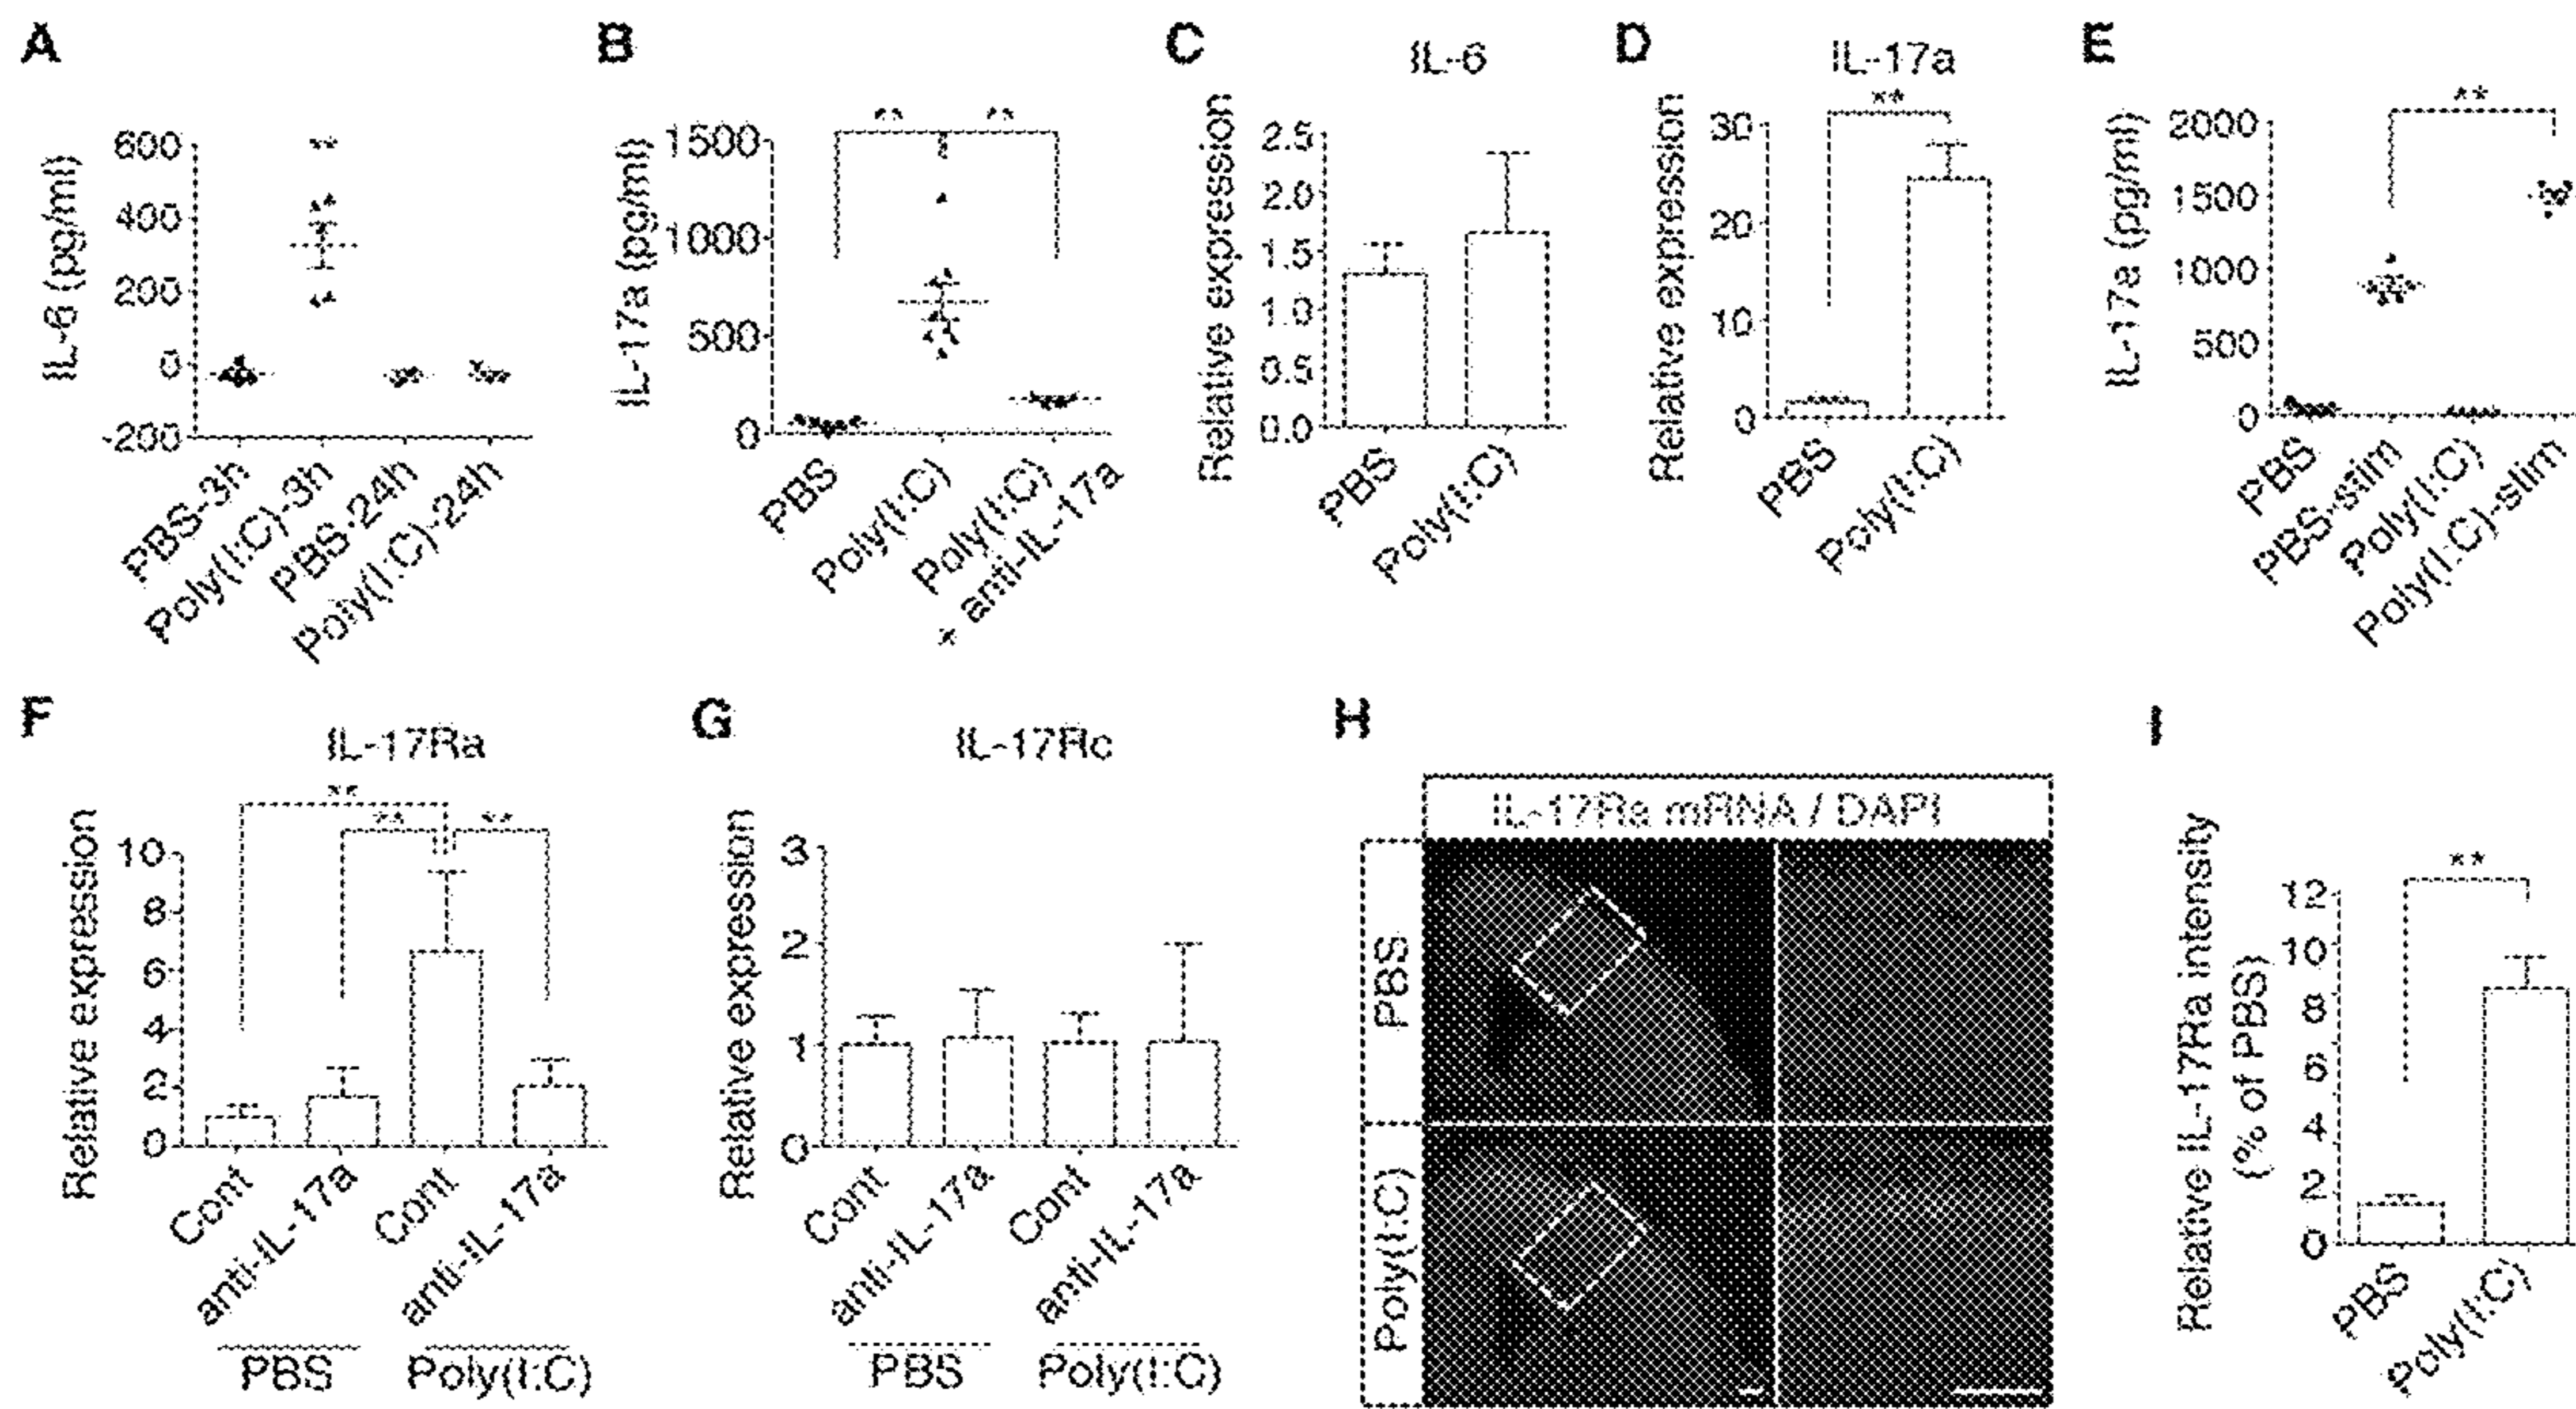 A
IL-6 (pg/ml)
600
400
200
0
-200
**
PBS-3h
Poly(I:C)-3h
PBS-24h
Poly(I:C)-24h
B
IL-17a (pg/ml)
1500
1000
500
0
**
**
PBS
Poly(I:C)
Poly(I:C)
+ anti-IL-17a
C
IL-6
Relative expression
2.5
2.0
1.5
1.0
0.5
0.0
PBS
Poly(I:C)
D
IL-17a
Relative expression
30
20
10
0
**
PBS
Poly(I:C)
E
IL-17a (pg/ml)
2000
1500
1000
500
0
**
PBS
PBS-stim
Poly(I:C)
Poly(I:C)-stim
F
IL-17Ra
Relative expression
10
8
6
4
2
0
**
**
**
Cont
anti-IL-17a
Cont
anti-IL-17a
PBS
Poly(I:C)
G
IL-17Rc
Relative expression
3
2
1
0
Cont
anti-IL-17a
Cont
anti-IL-17a
PBS
Poly(I:C)
H
IL-17Ra mRNA / DAPI
PBS
Poly(I:C)
I
Relative IL-17Ra intensity
(% of PBS)
12
10
8
6
4
2
0
**
PBS
Poly(I:C)